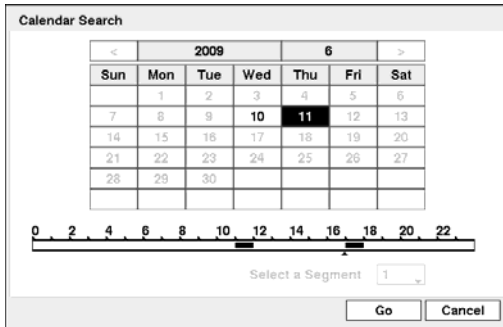 Calendar Search
< 2009 6 >
Sun Mon Tue Wed Thu Fri Sat
1 2 3 4 5 6
7 8 9 10 11 12 13
14 15 16 17 18 19 20
21 22 23 24 25 26 27
28 29 30
0 2 4 6 8 10 12 14 16 18 20 22
Select a Segment 1
Go Cancel